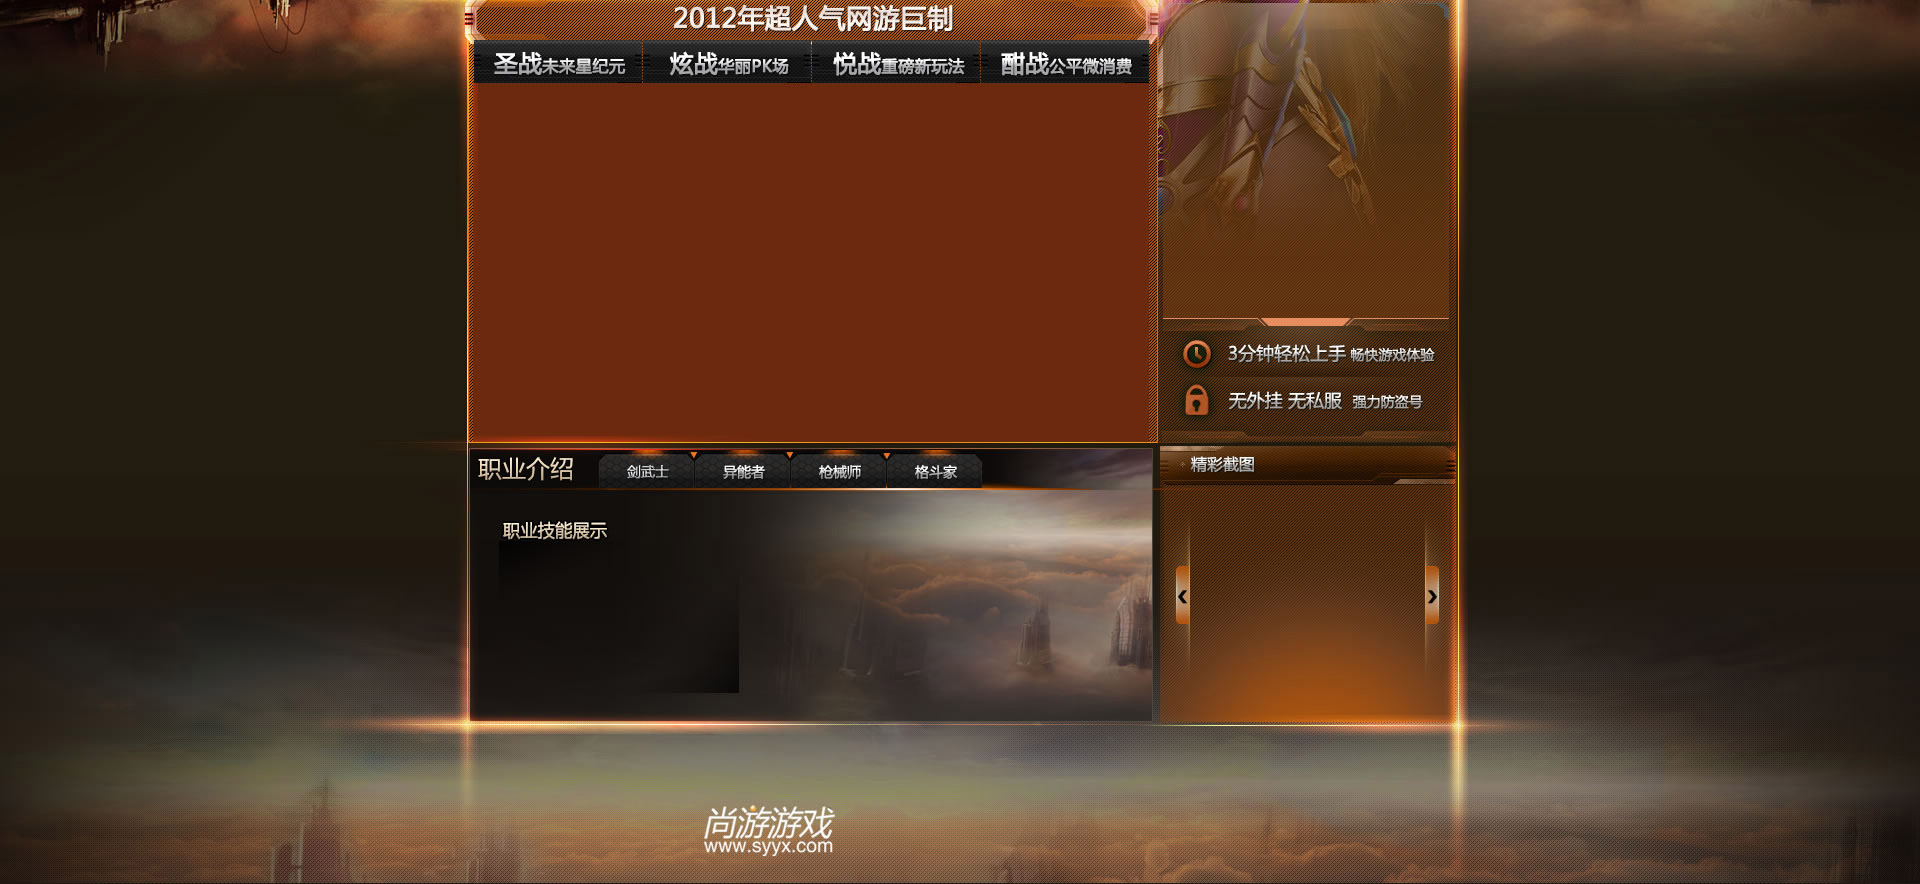 2012年超人气网游巨制
圣战未来星纪元 炫战华丽PK场 悦战重磅新玩法 酣战公平微消费
3分钟轻松上手 畅快游戏体验
无外挂 无私服 强力防盗号
职业介绍 剑武士 异能者 枪械师 格斗家
精彩截图
职业技能展示
尚游游戏
www.syyx.com